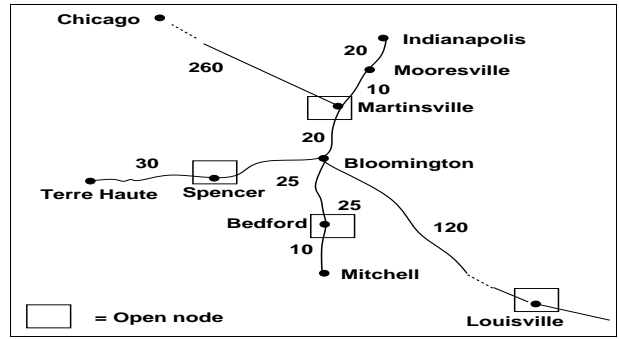 Chicago
Indianapolis
20
Mooresville
260
10
Martinsville
20
30
Bloomington
25
Terre Haute
Spencer
25
Bedford
120
10
Mitchell
= Open node
Louisville